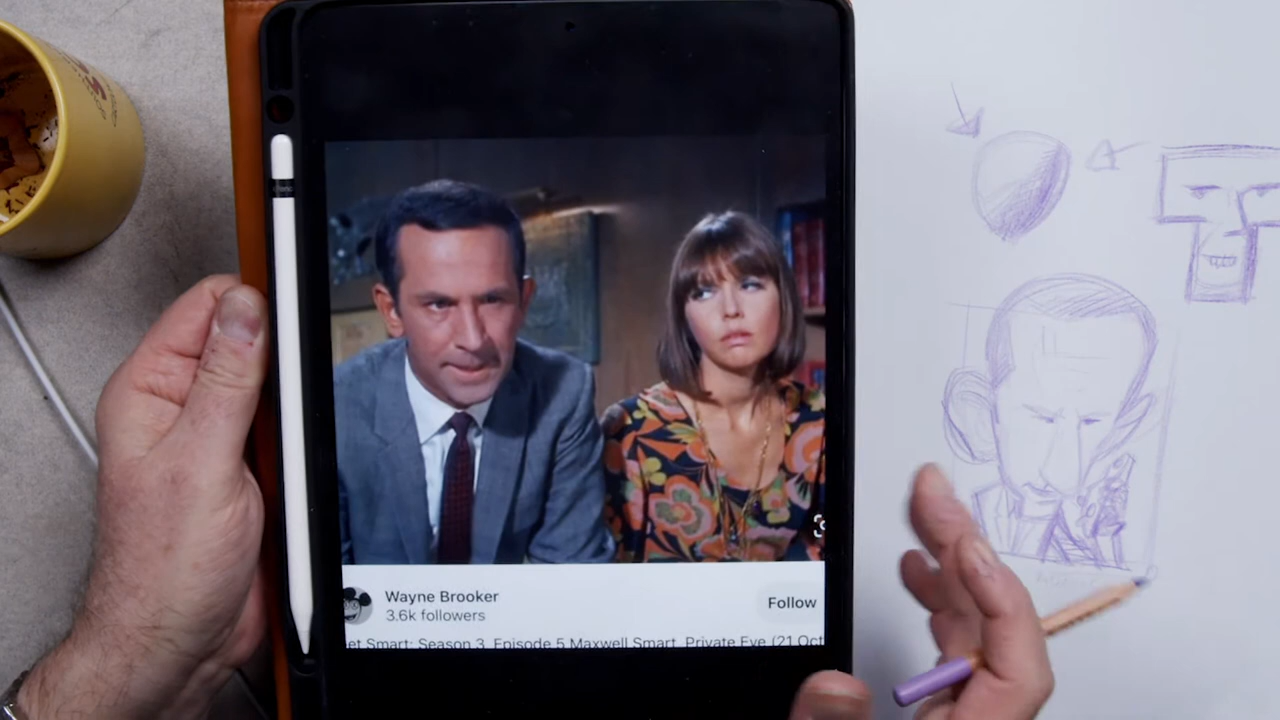 Wayne Brooker
3.6k followers
Follow
et Smart: Season 3, Episode 5 Maxwell Smart, Private Eye (21 Oct